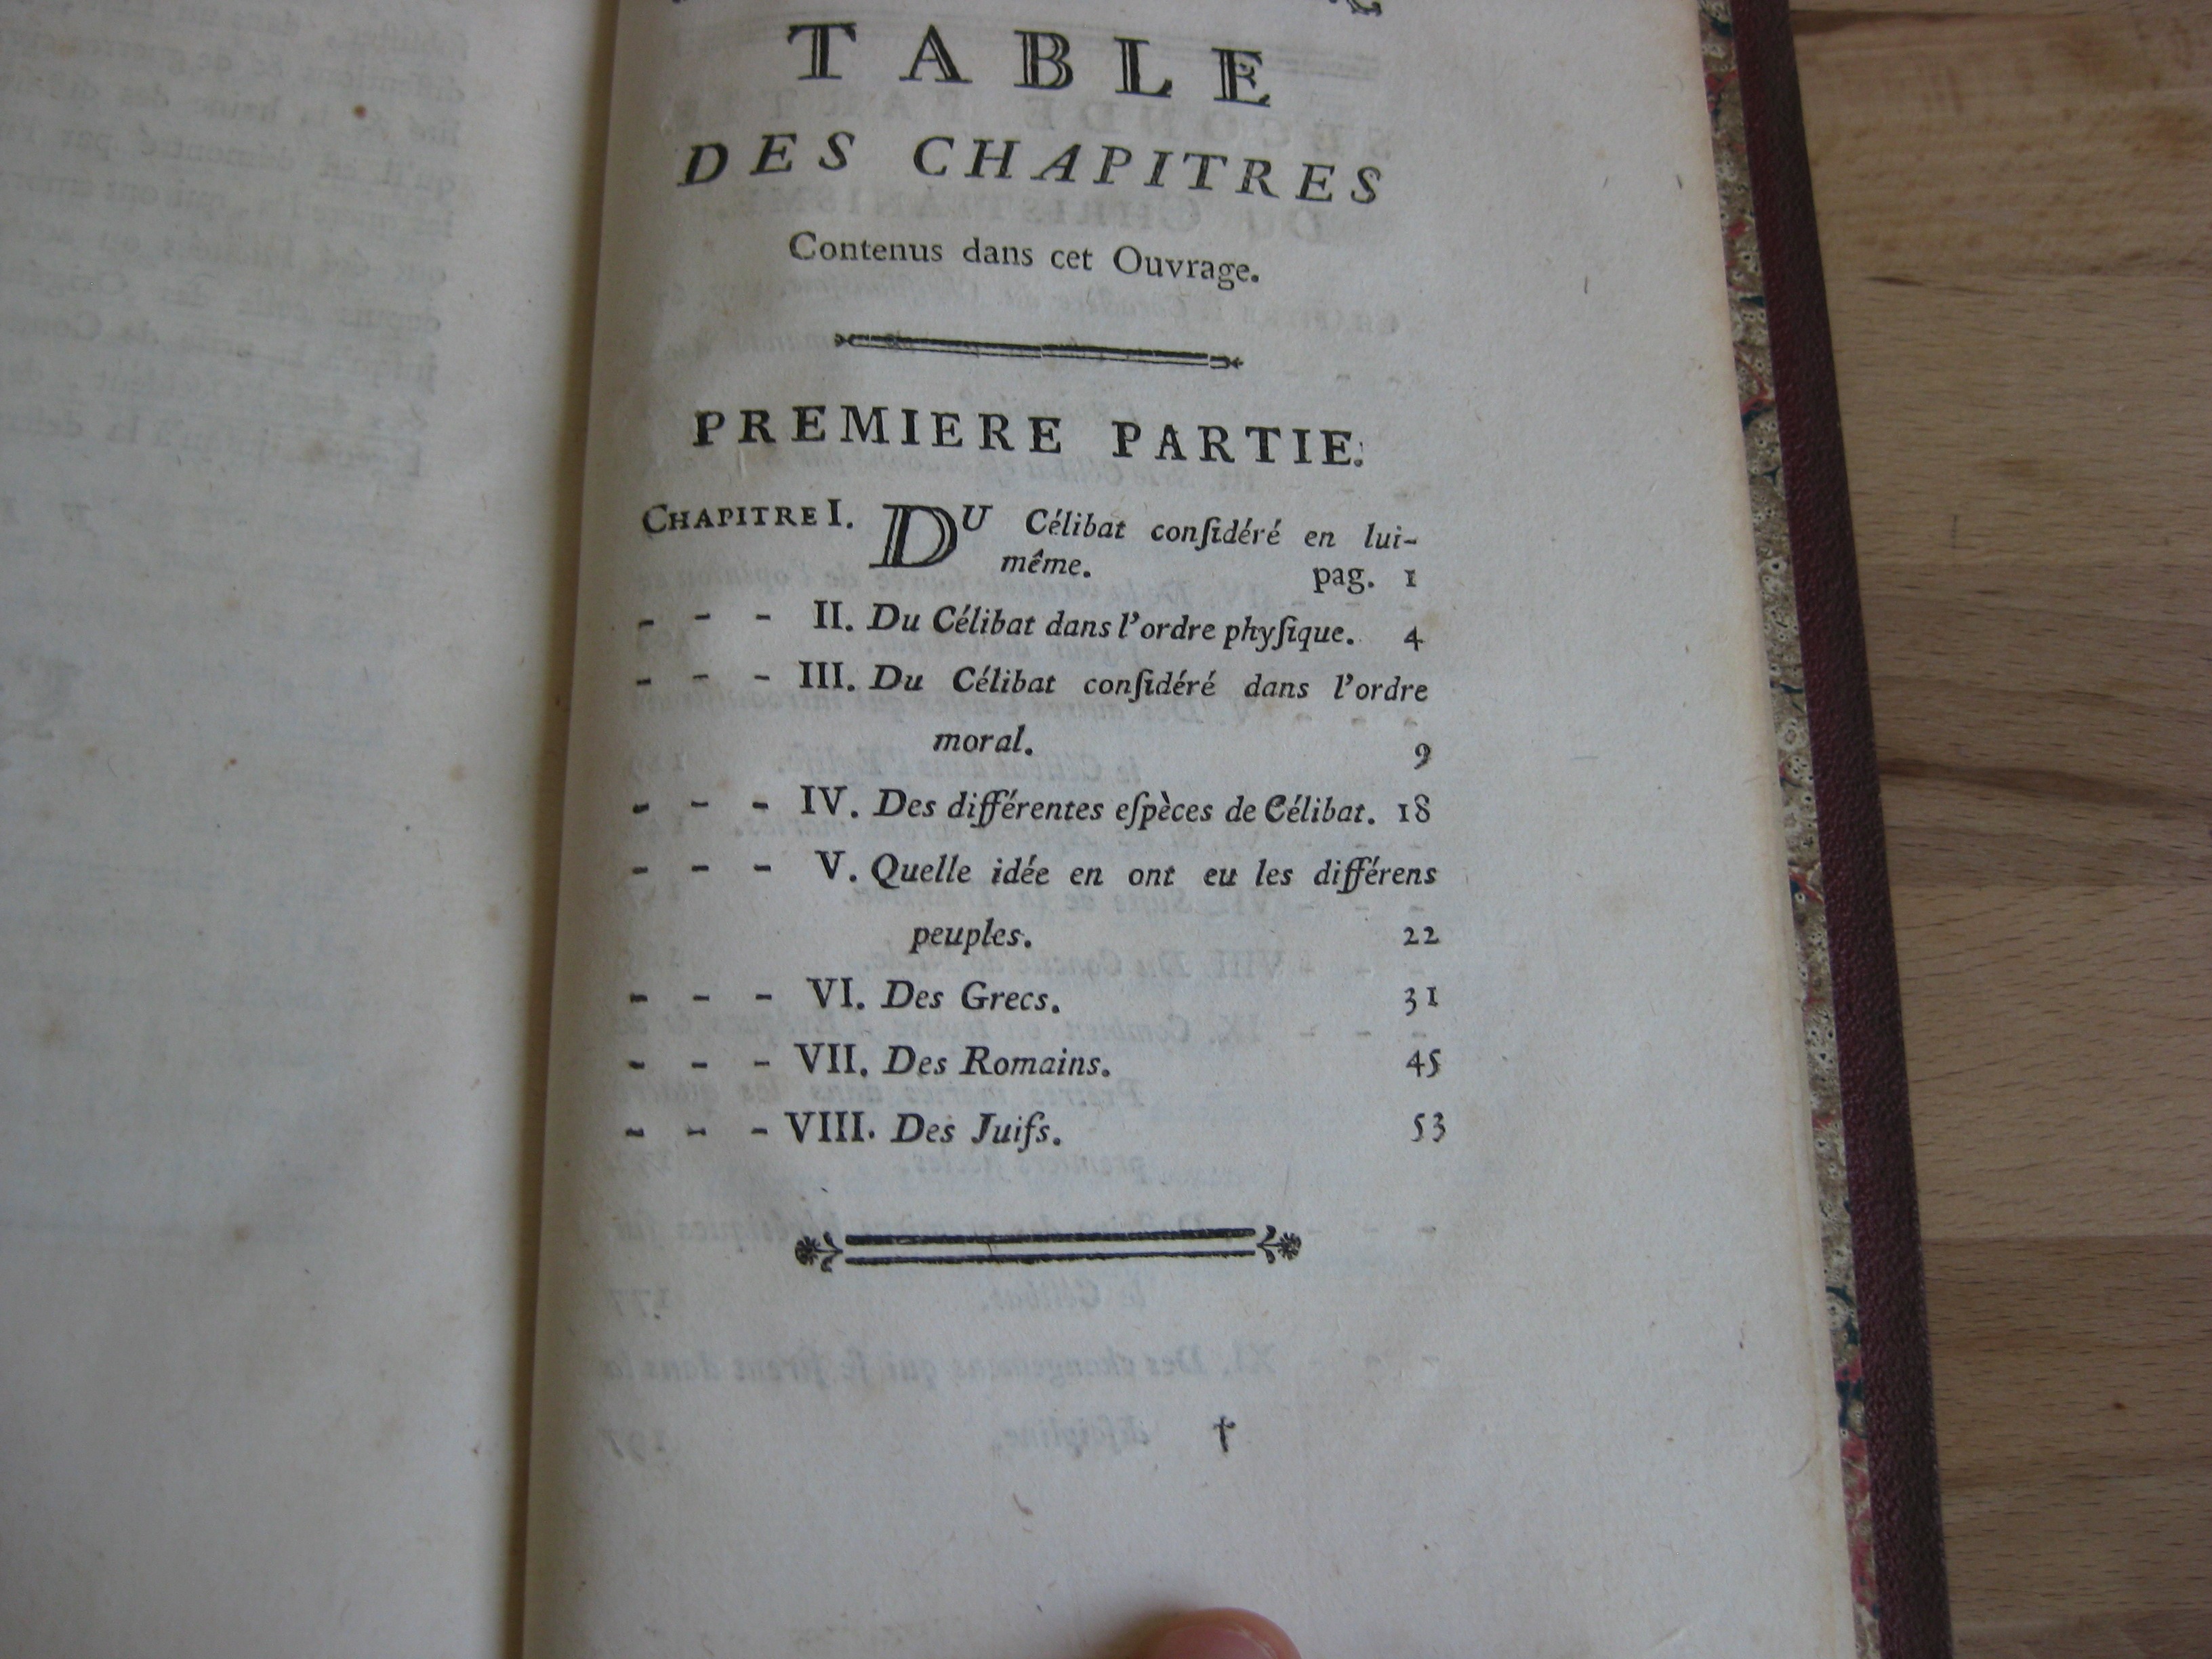 TABLE
DES CHAPITRES
Contenus dans cet Ouvrage.
PREMIERE PARTIE.
CHAPITRE I. DU Célibat conſidéré en lui-
même. pag. 1
- - - II. Du Célibat dans l'ordre phyſique. 4
- - - III. Du Célibat conſidéré dans l'ordre
moral. 9
- - - IV. Des différentes eſpèces de Célibat. 18
- - - V. Quelle idée en ont eu les différens
peuples. 22
- - - VI. Des Grecs. 31
- - - VII. Des Romains. 45
- - - VIII. Des Juifs. 53
†